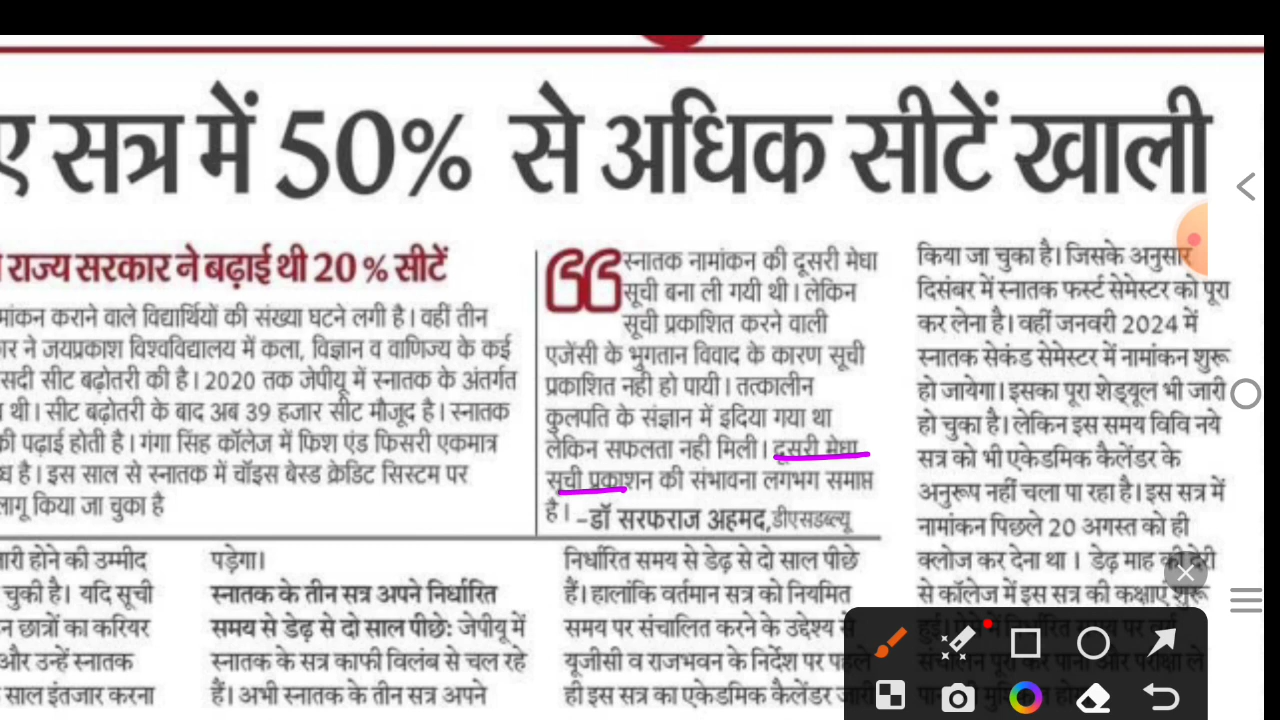 ए सत्र में 50% से अधिक सीटें खाली
राज्य सरकार ने बढ़ाई थी 20 % सीटें
मांकन कराने वाले विद्यार्थियों की संख्या घटने लगी है। वहीं तीन
ार ने जयप्रकाश विश्वविद्यालय में कला, विज्ञान व वाणिज्य के कई
सदी सीट बढ़ोतरी की है। 2020 तक जेपीयू में स्नातक के अंतर्गत
थी। सीट बढ़ोतरी के बाद अब 39 हजार सीट मौजूद है। स्नातक
की पढ़ाई होती है। गंगा सिंह कॉलेज में फिश एंड फिसरी एकमात्र
है। इस साल से स्नातक में चॉइस बेस्ड क्रेडिट सिस्टम पर
लागू किया जा चुका है
स्नातक नामांकन की दूसरी मेधा
सूची बना ली गयी थी। लेकिन
सूची प्रकाशित करने वाली
एजेंसी के भुगतान विवाद के कारण सूची
प्रकाशित नही हो पायी। तत्कालीन
कुलपति के संज्ञान में इदिया गया था
लेकिन सफलता नही मिली। दूसरी मेधा
सूची प्रकाशन की संभावना लगभग समाप्त
है। -डॉ सरफराज अहमद,डीएसडब्ल्यू
किया जा चुका है। जिसके अनुसार
दिसंबर में स्नातक फर्स्ट सेमेस्टर को पूरा
कर लेना है। वहीं जनवरी 2024 में
स्नातक सेकंड सेमेस्टर में नामांकन शुरू
हो जायेगा। इसका पूरा शेड्यूल भी जारी
हो चुका है। लेकिन इस समय विवि नये
सत्र को भी एकेडमिक कैलेंडर के
अनुरूप नहीं चला पा रहा है। इस सत्र में
नामांकन पिछले 20 अगस्त को ही
क्लोज कर देना था। डेढ़ माह की देरी
से कॉलेज में इस सत्र की कक्षाएं शुरू
ारी होने की उम्मीद
चुकी है। यदि सूची
न छात्रों का करियर
और उन्हें स्नातक
साल इंतजार करना
पड़ेगा।
स्नातक के तीन सत्र अपने निर्धारित
समय से डेढ़ से दो साल पीछे: जेपीयू में
स्नातक के सत्र काफी विलंब से चल रहे
हैं। अभी स्नातक के तीन सत्र अपने
निर्धारित समय से डेढ़ से दो साल पीछे
हैं। हालांकि वर्तमान सत्र को नियमित
समय पर संचालित करने के उद्देश्य से
यूजीसी व राजभवन के निर्देश पर पहले
ही इस सत्र का एकेडमिक कैलेंडर जारी